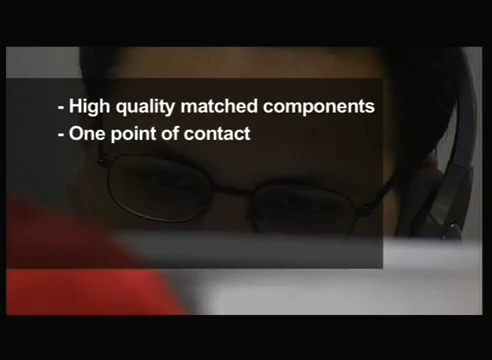 - High quality matched components
- One point of contact